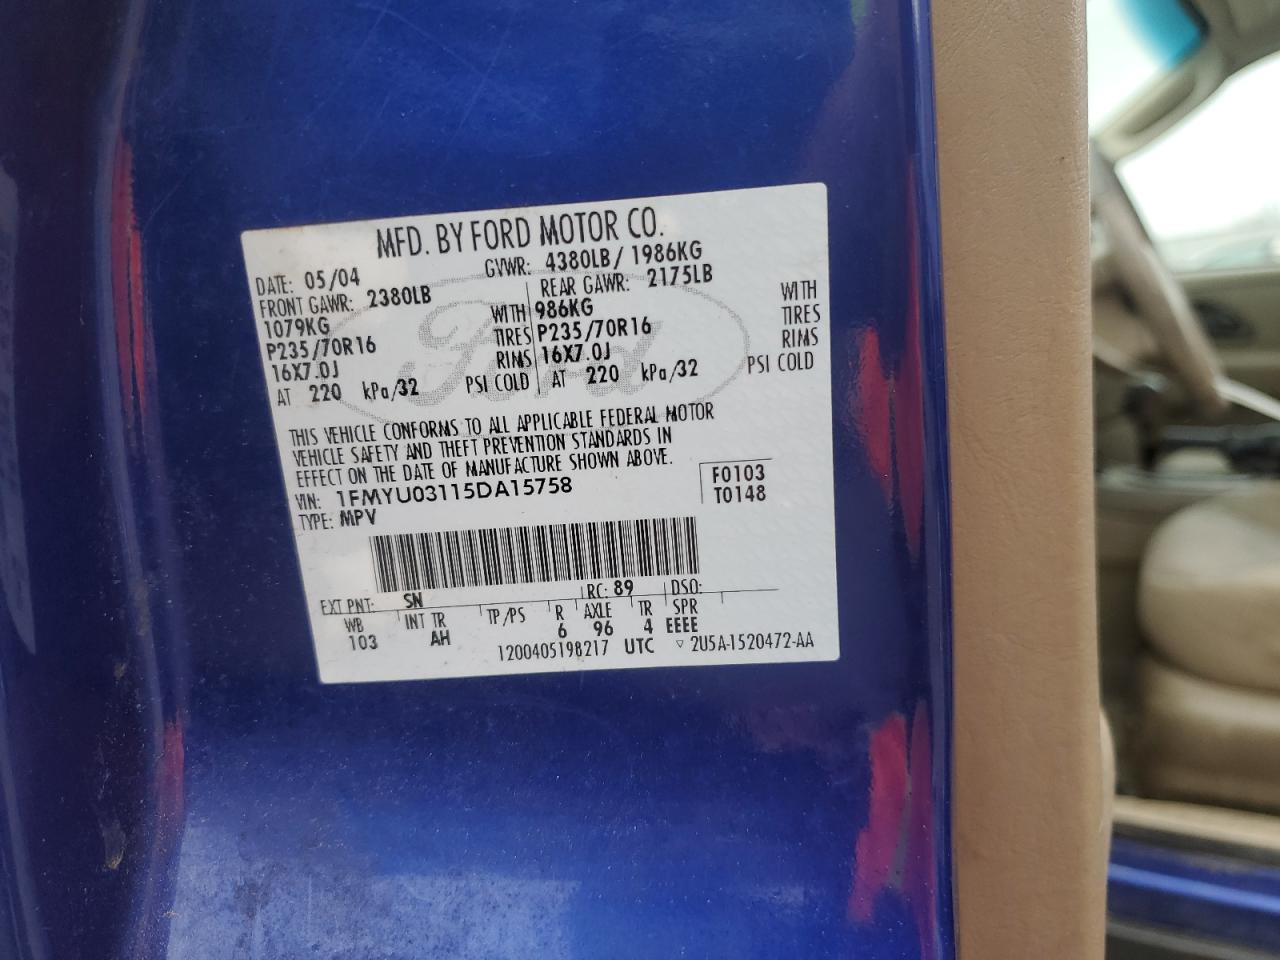 MFD. BY FORD MOTOR CO.
DATE: 05/04 GVWR: 4380LB/ 1986KG
FRONT GAWR: 2380LB REAR GAWR: 2175LB
1079KG WITH 986KG WITH
P235/70R16 TIRES P235/70R16 TIRES
16X7.0J RIMS 16X7.0J RIMS
AT 220 kPa/32 PSI COLD AT 220 kPa/32 PSI COLD
Ford
THIS VEHICLE CONFORMS TO ALL APPLICABLE FEDERAL MOTOR
VEHICLE SAFETY AND THEFT PREVENTION STANDARDS IN
EFFECT ON THE DATE OF MANUFACTURE SHOWN ABOVE.
VIN: 1FMYU03115DA15758 F0103
TYPE: MPV T0148
EXT PNT: SN RC: 89 DSO:
WB INT TR TP/PS R AXLE TR SPR
103 AH 6 96 4 EEEE
1200405198217 UTC ▽ 2U5A-1520472-AA